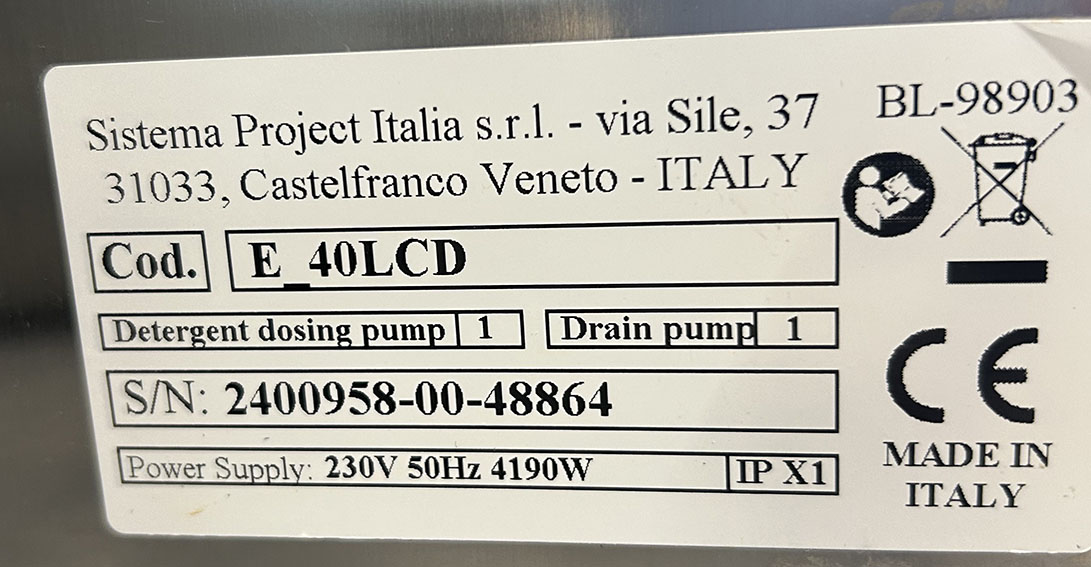 Sistema Project Italia s.r.l. - via Sile, 37
31033, Castelfranco Veneto - ITALY
BL-98903
Cod. E_40LCD
Detergent dosing pump 1 Drain pump 1
S/N: 2400958-00-48864
Power Supply: 230V 50Hz 4190W IP X1
CE
MADE IN
ITALY